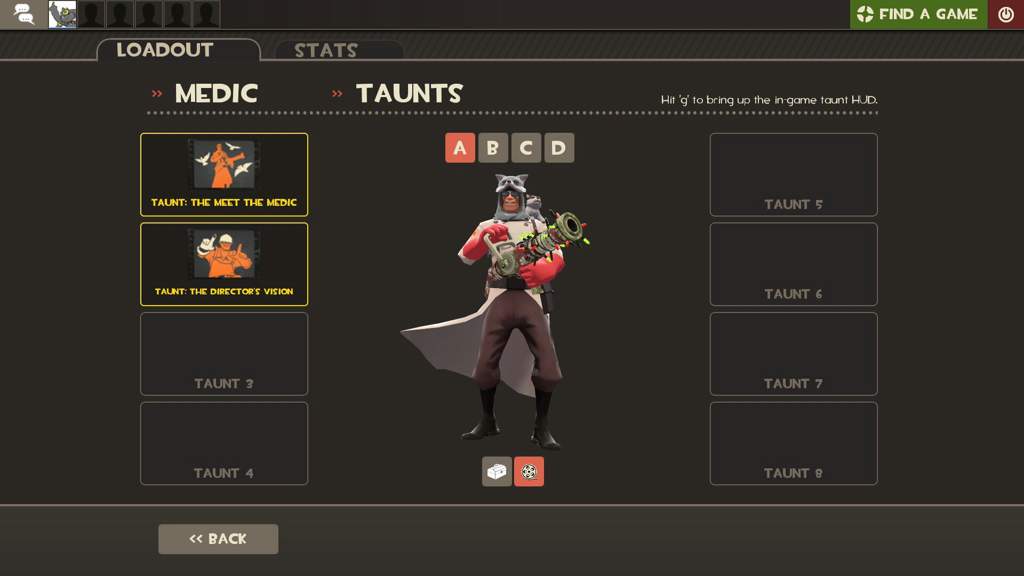 FIND A GAME
LOADOUT
STATS
>> MEDIC
>> TAUNTS
Hit 'g' to bring up the in-game taunt HUD.
A B C D
TAUNT: THE MEET THE MEDIC
TAUNT: THE DIRECTOR'S VISION
TAUNT 3
TAUNT 4
TAUNT 5
TAUNT 6
TAUNT 7
TAUNT 8
<< BACK